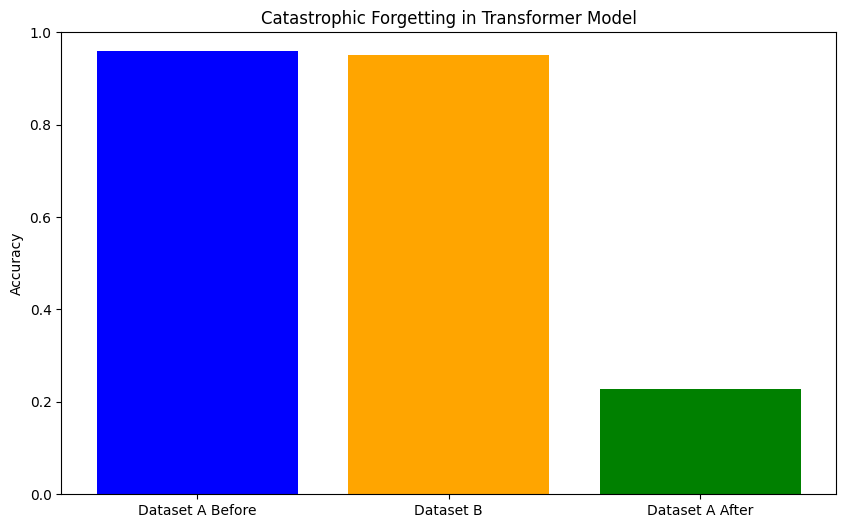 Catastrophic Forgetting in Transformer Model
1.0
0.8
0.6
0.4
0.2
0.0
Accuracy
Dataset A Before
Dataset B
Dataset A After